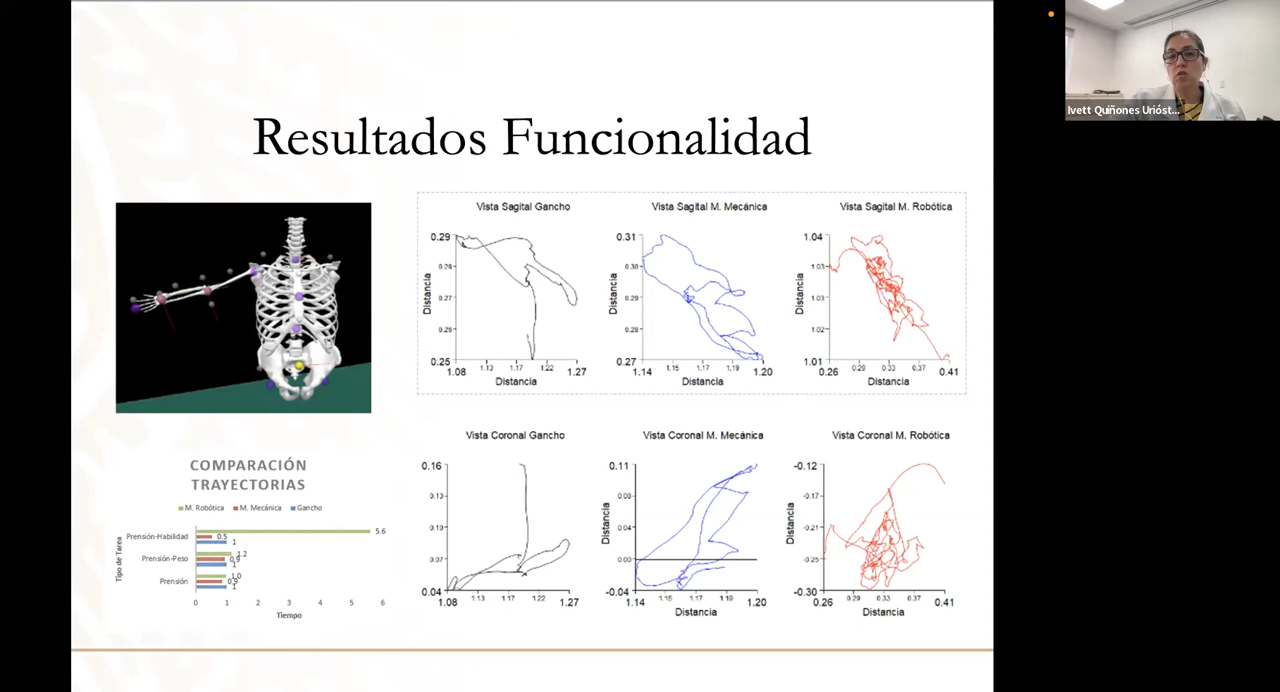 Ivett Quiñones Urióst...
Resultados Funcionalidad
Vista Sagital Gancho
Distancia
0.29
0.28
0.27
0.26
0.25
1.08 1.13 1.17 1.22 1.27
Distancia
Vista Sagital M. Mecánica
Distancia
0.31
0.30
0.29
0.28
0.27
1.14 1.15 1.17 1.19 1.20
Distancia
Vista Sagital M. Robótica
Distancia
1.04
1.03
1.03
1.02
1.01
0.26 0.29 0.33 0.37 0.41
Distancia
COMPARACIÓN
TRAYECTORIAS
M. Robótica M. Mecánica Gancho
Tipo de Tarea
Prensión-Habilidad 5.6
0.5
1
Prensión-Peso 1.2
0.9
1
Prensión 1.0
0.9
1
0 1 2 3 4 5 6
Tiempo
Vista Coronal Gancho
0.16
0.13
0.10
0.07
0.04
1.08 1.13 1.17 1.22 1.27
Distancia
Vista Coronal M. Mecánica
Distancia
0.11
0.08
0.04
0.00
-0.04
1.14 1.15 1.17 1.19 1.20
Distancia
Vista Coronal M. Robótica
Distancia
-0.12
-0.17
-0.21
-0.26
-0.30
0.26 0.29 0.33 0.37 0.41
Distancia